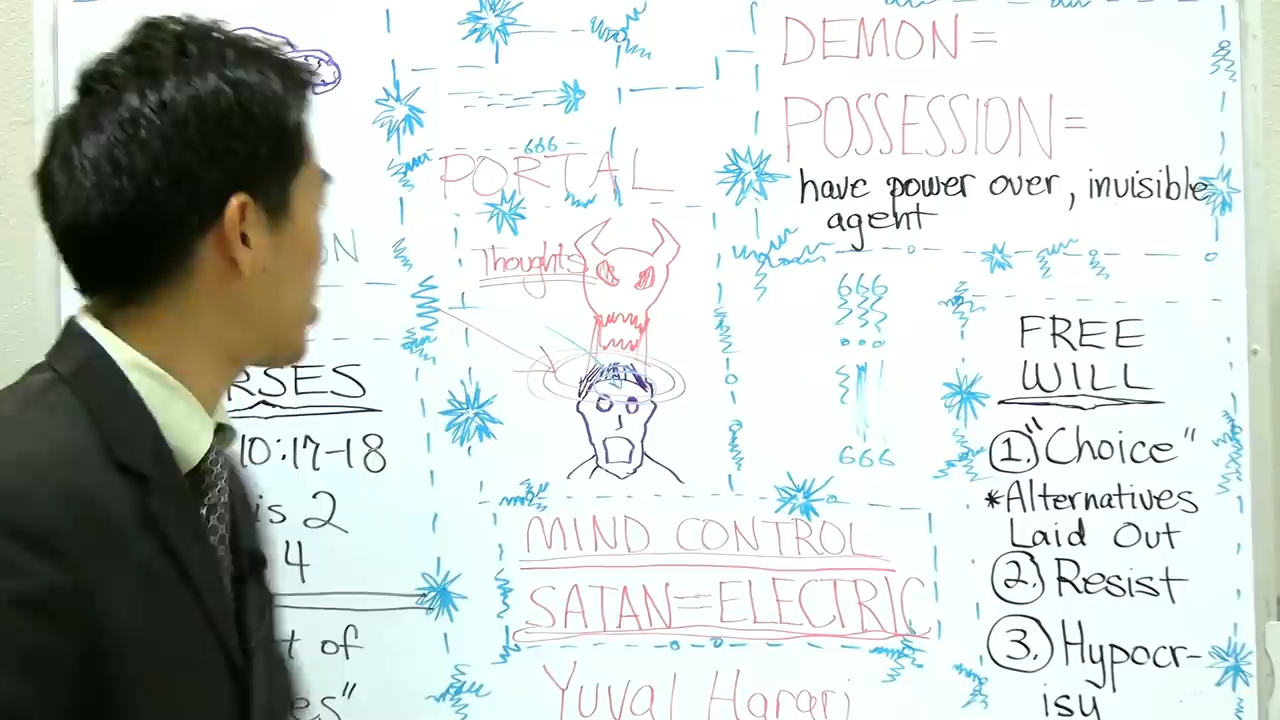 DEMON=
POSSESSION=
have power over, invisible
agent
666
PORTAL
Thoughts
ON
RSES
10:17-18
is 2
4
t of
es"
666
666
MIND CONTROL
SATAN=ELECTRIC
Yuval Harari
FREE
WILL
1. "Choice"
*Alternatives
Laid Out
2. Resist
3. Hypocr-
isy